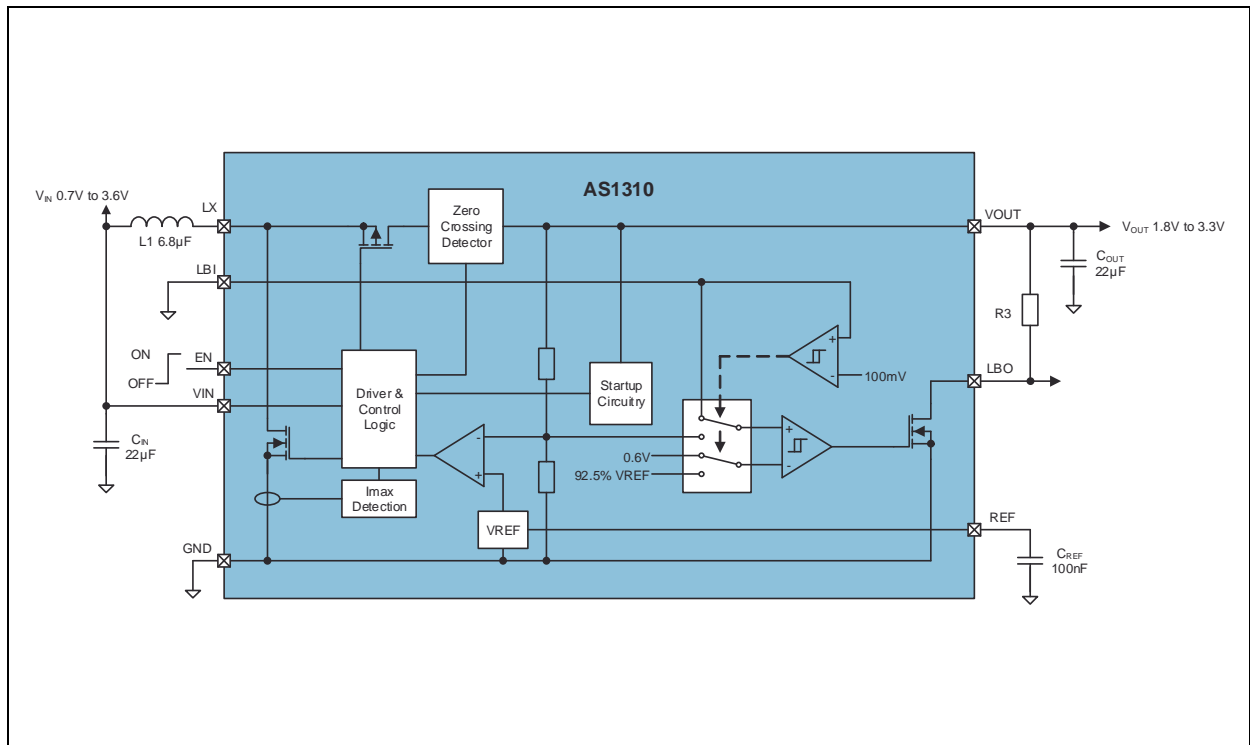 AS1310
VIN 0.7V to 3.6V
LX
L1 6.8µF
Zero
Crossing
Detector
VOUT
VOUT 1.8V to 3.3V
COUT
22µF
LBI
R3
ON
OFF
EN
VIN
Driver &
Control
Logic
Startup
Circuitry
+
-
100mV
LBO
CIN
22µF
-
+
0.6V
92.5% VREF
+
-
Imax
Detection
VREF
REF
GND
CREF
100nF